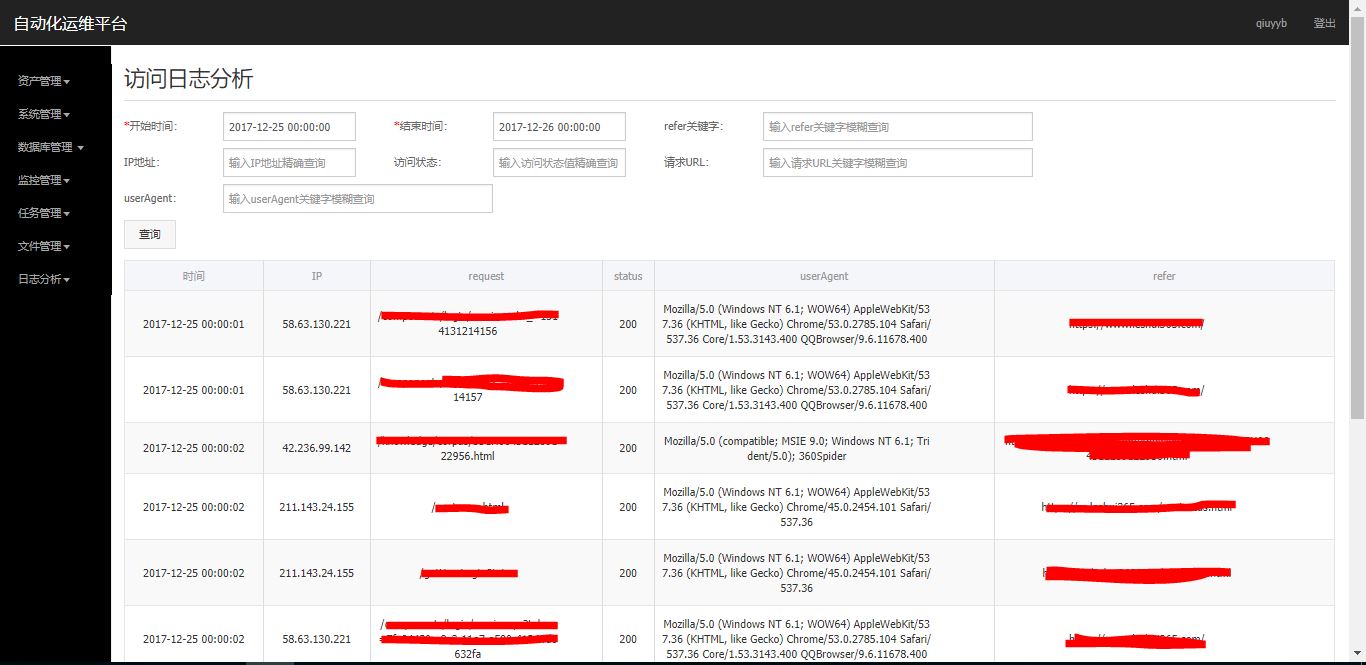 自动化运维平台
qiuyyb 登出
资产管理
系统管理
数据库管理
监控管理
任务管理
文件管理
日志分析
访问日志分析
*开始时间: 2017-12-25 00:00:00 *结束时间: 2017-12-26 00:00:00 refer关键字: 输入refer关键字模糊查询
IP地址: 输入IP地址精确查询 访问状态: 输入访问状态值精确查询 请求URL: 输入请求URL关键字模糊查询
userAgent: 输入userAgent关键字模糊查询
查询
时间 IP request status userAgent refer
Mozilla/5.0 (Windows NT 6.1; WOW64) AppleWebKit/53
2017-12-25 00:00:01 58.63.130.221 4131214156 200 7.36 (KHTML, like Gecko) Chrome/53.0.2785.104 Safari/
537.36 Core/1.53.3143.400 QQBrowser/9.6.11678.400
Mozilla/5.0 (Windows NT 6.1; WOW64) AppleWebKit/53
2017-12-25 00:00:01 58.63.130.221 14157 200 7.36 (KHTML, like Gecko) Chrome/53.0.2785.104 Safari/
537.36 Core/1.53.3143.400 QQBrowser/9.6.11678.400
Mozilla/5.0 (compatible; MSIE 9.0; Windows NT 6.1; Tri
2017-12-25 00:00:02 42.236.99.142 22956.html 200 dent/5.0); 360Spider
Mozilla/5.0 (Windows NT 6.1; WOW64) AppleWebKit/53
2017-12-25 00:00:02 211.143.24.155 200 7.36 (KHTML, like Gecko) Chrome/45.0.2454.101 Safari/
537.36
Mozilla/5.0 (Windows NT 6.1; WOW64) AppleWebKit/53
2017-12-25 00:00:02 211.143.24.155 200 7.36 (KHTML, like Gecko) Chrome/45.0.2454.101 Safari/
537.36
Mozilla/5.0 (Windows NT 6.1; WOW64) AppleWebKit/53
2017-12-25 00:00:02 58.63.130.221 632fa 200 7.36 (KHTML, like Gecko) Chrome/53.0.2785.104 Safari/
537.36 Core/1.53.3143.400 QQBrowser/9.6.11678.400